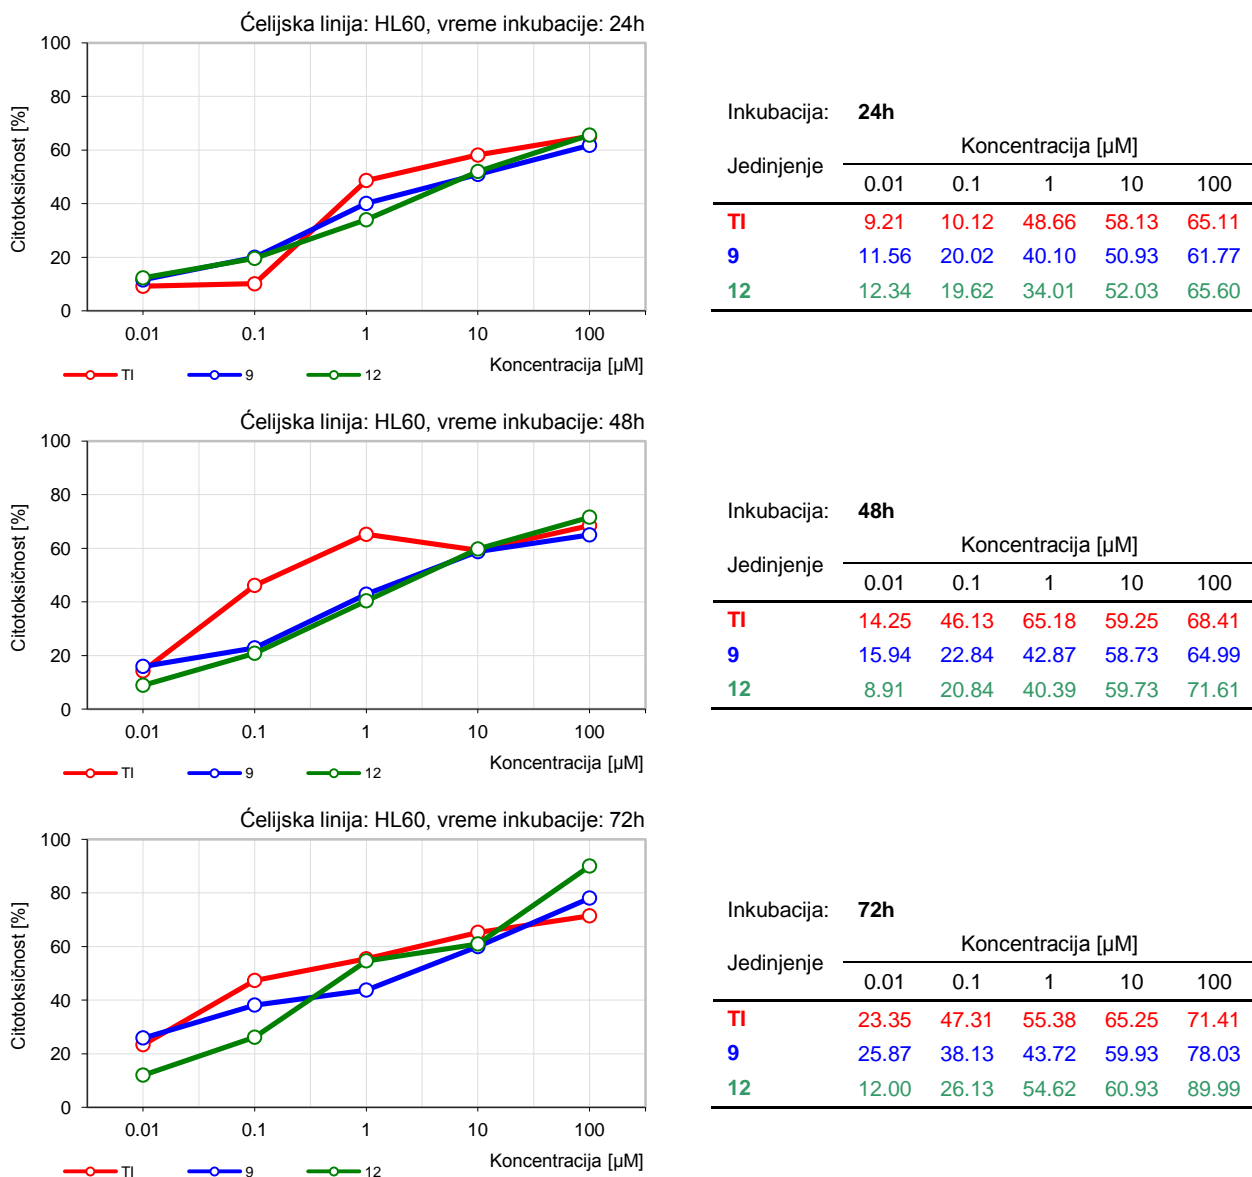 Ćelijska linija: HL60, vreme inkubacije: 24h
Citotoksičnost [%]
100
80
60
40
20
0
0.01 0.1 1 10 100
Koncentracija [µM]
TI 9 12
Inkubacija: 24h
Jedinjenje Koncentracija [µM]
0.01 0.1 1 10 100
TI 9.21 10.12 48.66 58.13 65.11
9 11.56 20.02 40.10 50.93 61.77
12 12.34 19.62 34.01 52.03 65.60
Ćelijska linija: HL60, vreme inkubacije: 48h
Citotoksičnost [%]
100
80
60
40
20
0
0.01 0.1 1 10 100
Koncentracija [µM]
TI 9 12
Inkubacija: 48h
Jedinjenje Koncentracija [µM]
0.01 0.1 1 10 100
TI 14.25 46.13 65.18 59.25 68.41
9 15.94 22.84 42.87 58.73 64.99
12 8.91 20.84 40.39 59.73 71.61
Ćelijska linija: HL60, vreme inkubacije: 72h
Citotoksičnost [%]
100
80
60
40
20
0
0.01 0.1 1 10 100
Koncentracija [µM]
TI 9 12
Inkubacija: 72h
Jedinjenje Koncentracija [µM]
0.01 0.1 1 10 100
TI 23.35 47.31 55.38 65.25 71.41
9 25.87 38.13 43.72 59.93 78.03
12 12.00 26.13 54.62 60.93 89.99